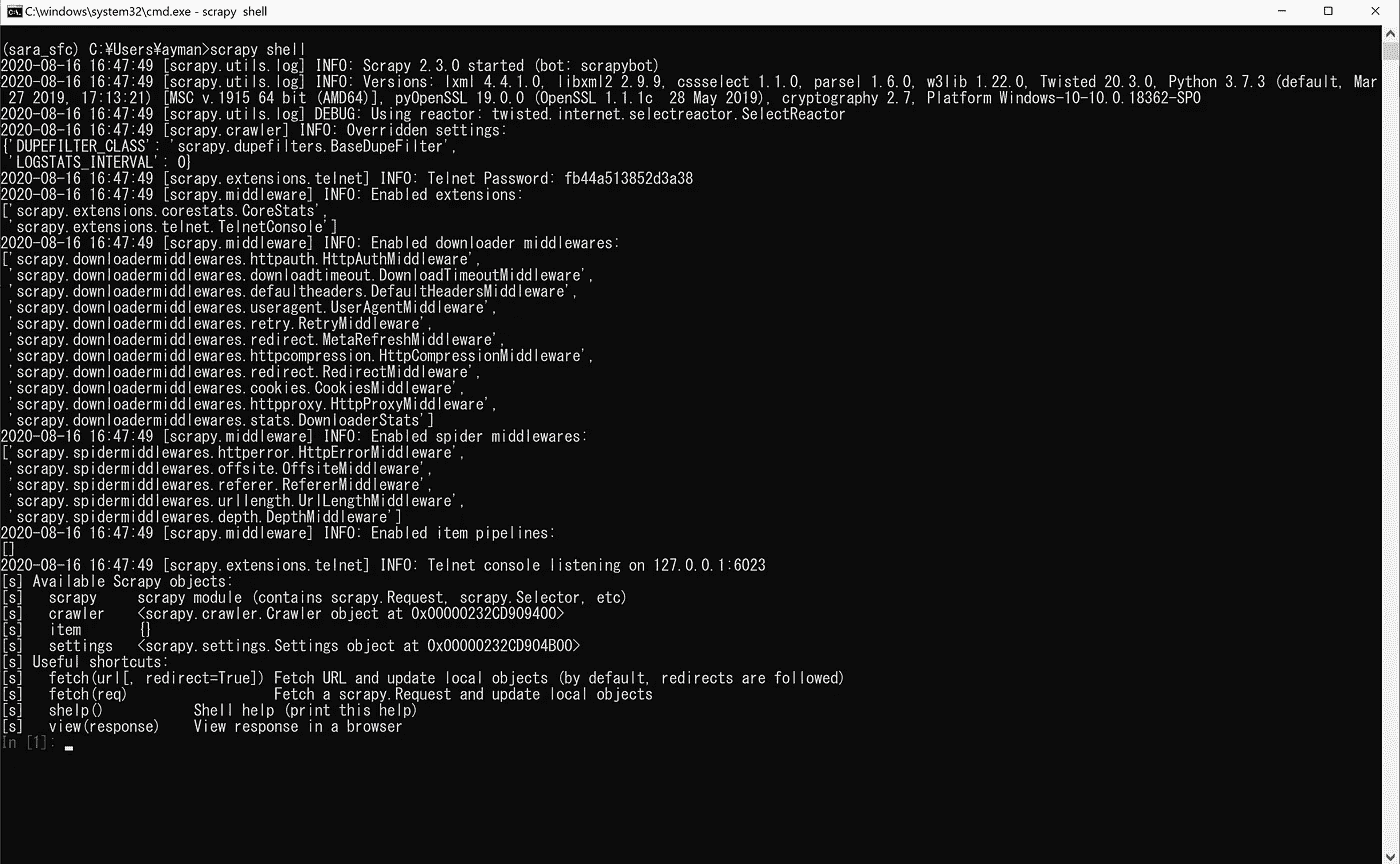 C:\windows\system32\cmd.exe - scrapy  shell
(sara_sfc) C:¥Users¥ayman>scrapy shell
2020-08-16 16:47:49 [scrapy.utils.log] INFO: Scrapy 2.3.0 started (bot: scrapybot)
2020-08-16 16:47:49 [scrapy.utils.log] INFO: Versions: lxml 4.4.1.0, libxml2 2.9.9, cssselect 1.1.0, parsel 1.6.0, w3lib 1.22.0, Twisted 20.3.0, Python 3.7.3 (default, Mar
27 2019, 17:13:21) [MSC v.1915 64 bit (AMD64)], pyOpenSSL 19.0.0 (OpenSSL 1.1.1c  28 May 2019), cryptography 2.7, Platform Windows-10-10.0.18362-SP0
2020-08-16 16:47:49 [scrapy.utils.log] DEBUG: Using reactor: twisted.internet.selectreactor.SelectReactor
2020-08-16 16:47:49 [scrapy.crawler] INFO: Overridden settings:
{'DUPEFILTER_CLASS': 'scrapy.dupefilters.BaseDupeFilter',
 'LOGSTATS_INTERVAL': 0}
2020-08-16 16:47:49 [scrapy.extensions.telnet] INFO: Telnet Password: fb44a513852d3a38
2020-08-16 16:47:49 [scrapy.middleware] INFO: Enabled extensions:
['scrapy.extensions.corestats.CoreStats',
 'scrapy.extensions.telnet.TelnetConsole']
2020-08-16 16:47:49 [scrapy.middleware] INFO: Enabled downloader middlewares:
['scrapy.downloadermiddlewares.httpauth.HttpAuthMiddleware',
 'scrapy.downloadermiddlewares.downloadtimeout.DownloadTimeoutMiddleware',
 'scrapy.downloadermiddlewares.defaultheaders.DefaultHeadersMiddleware',
 'scrapy.downloadermiddlewares.useragent.UserAgentMiddleware',
 'scrapy.downloadermiddlewares.retry.RetryMiddleware',
 'scrapy.downloadermiddlewares.redirect.MetaRefreshMiddleware',
 'scrapy.downloadermiddlewares.httpcompression.HttpCompressionMiddleware',
 'scrapy.downloadermiddlewares.redirect.RedirectMiddleware',
 'scrapy.downloadermiddlewares.cookies.CookiesMiddleware',
 'scrapy.downloadermiddlewares.httpproxy.HttpProxyMiddleware',
 'scrapy.downloadermiddlewares.stats.DownloaderStats']
2020-08-16 16:47:49 [scrapy.middleware] INFO: Enabled spider middlewares:
['scrapy.spidermiddlewares.httperror.HttpErrorMiddleware',
 'scrapy.spidermiddlewares.offsite.OffsiteMiddleware',
 'scrapy.spidermiddlewares.referer.RefererMiddleware',
 'scrapy.spidermiddlewares.urllength.UrlLengthMiddleware',
 'scrapy.spidermiddlewares.depth.DepthMiddleware']
2020-08-16 16:47:49 [scrapy.middleware] INFO: Enabled item pipelines:
[]
2020-08-16 16:47:49 [scrapy.extensions.telnet] INFO: Telnet console listening on 127.0.0.1:6023
[s] Available Scrapy objects:
[s]   scrapy     scrapy module (contains scrapy.Request, scrapy.Selector, etc)
[s]   crawler    <scrapy.crawler.Crawler object at 0x00000232CD909400>
[s]   item       {}
[s]   settings   <scrapy.settings.Settings object at 0x00000232CD904B00>
[s] Useful shortcuts:
[s]   fetch(url[, redirect=True]) Fetch URL and update local objects (by default, redirects are followed)
[s]   fetch(req)                  Fetch a scrapy.Request and update local objects
[s]   shelp()           Shell help (print this help)
[s]   view(response)    View response in a browser
In [1]: